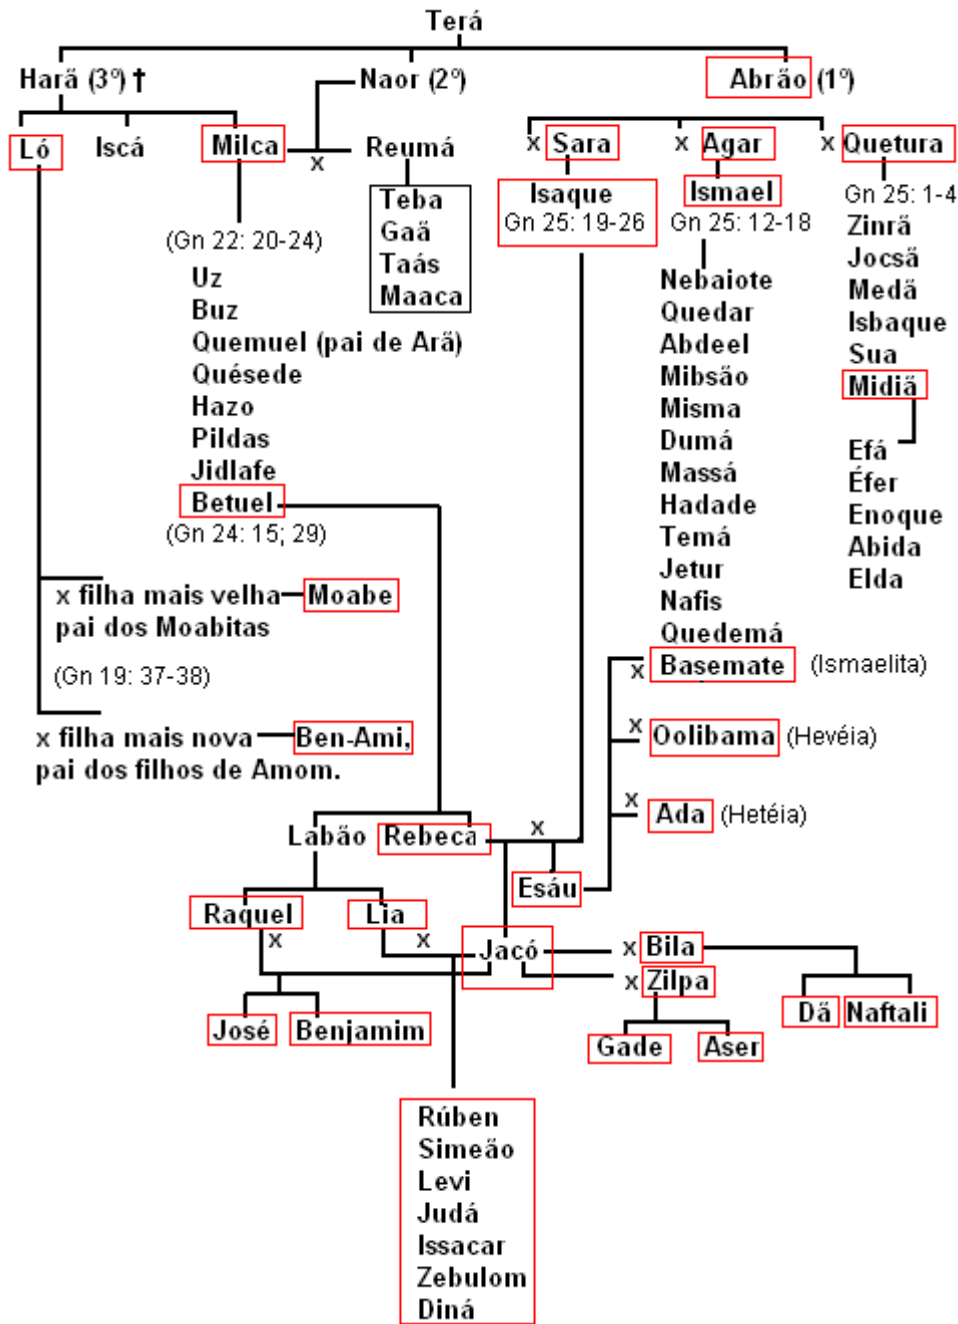 Terá
Harã (3º) †
Naor (2º)
Abrão (1º)
Ló
Iscá
Milca
x
Reumá
x Sara
x Agar
x Quetura
Teba
Gaã
Taás
Maaca
Isaque
Gn 25: 19-26
Ismael
Gn 25: 12-18
Gn 25: 1-4
Zinrã
Jocsã
Medã
Isbaque
Sua
Midiã
Efá
Éfer
Enoque
Abida
Elda
(Gn 22: 20-24)
Uz
Buz
Quemuel (pai de Arã)
Quésede
Hazo
Pildas
Jidlafe
Betuel
(Gn 24: 15; 29)
Nebaiote
Quedar
Abdeel
Mibsão
Misma
Dumá
Massá
Hadade
Temá
Jetur
Nafis
Quedemá
x Basemate (Ismaelita)
x Oolibama (Hevéia)
x Ada (Hetéia)
x filha mais velha Moabe
pai dos Moabitas
(Gn 19: 37-38)
x filha mais nova Ben-Ami,
pai dos filhos de Amom.
Labão
Rebeca
x
Esáu
Raquel
x
Lia
x
Jacó
x Bila
x Zilpa
Dã
Naftali
José
Benjamim
Gade
Aser
Rúben
Simeão
Levi
Judá
Issacar
Zebulom
Diná